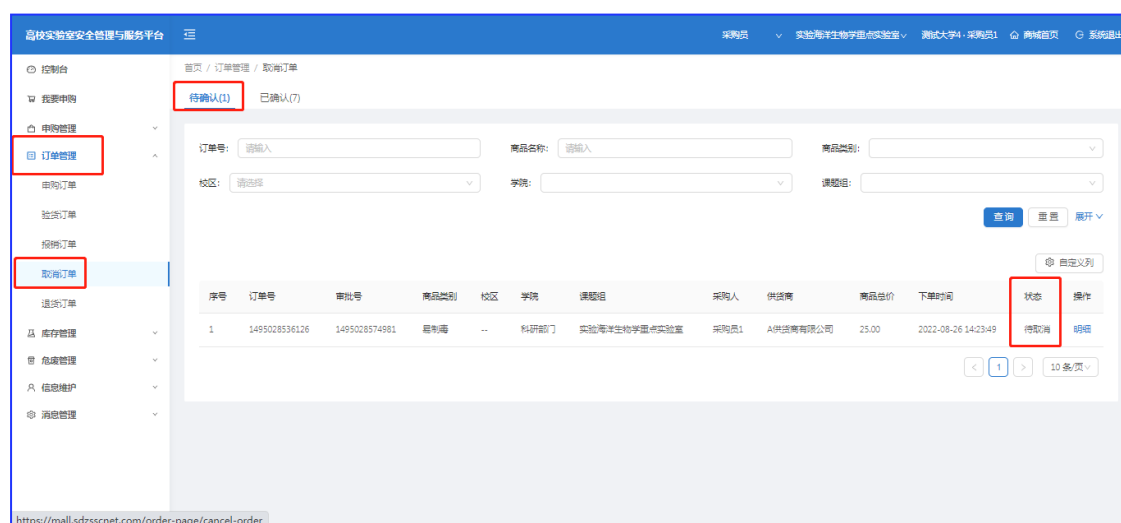 高校实验室安全管理与服务平台 采购员 实验海洋生物学重点实验室 测试大学4 - 采购员1 商城首页 系统退出
控制台
我要申购
申购管理
订单管理
申购订单
验货订单
报销订单
取消订单
退货订单
库存管理
危废管理
信息维护
消息管理
首页 / 订单管理 / 取消订单
待确认(1) 已确认(7)
订单号: 请输入 商品名称: 请输入 商品类别:
校区: 请选择 学院: 课题组:
查询 重置 展开
自定义列
序号 订单号 审批号 商品类别 校区 学院 课题组 采购人 供货商 商品总价 下单时间 状态 操作
1 1495028536126 1495028574981 易制毒 -- 科研部门 实验海洋生物学重点实验室 采购员1 A供货商有限公司 25.00 2022-08-26 14:23:49 待取消 明细
< 1 > 10 条/页
https://mall.sdzsscnet.com/order-page/cancel-order